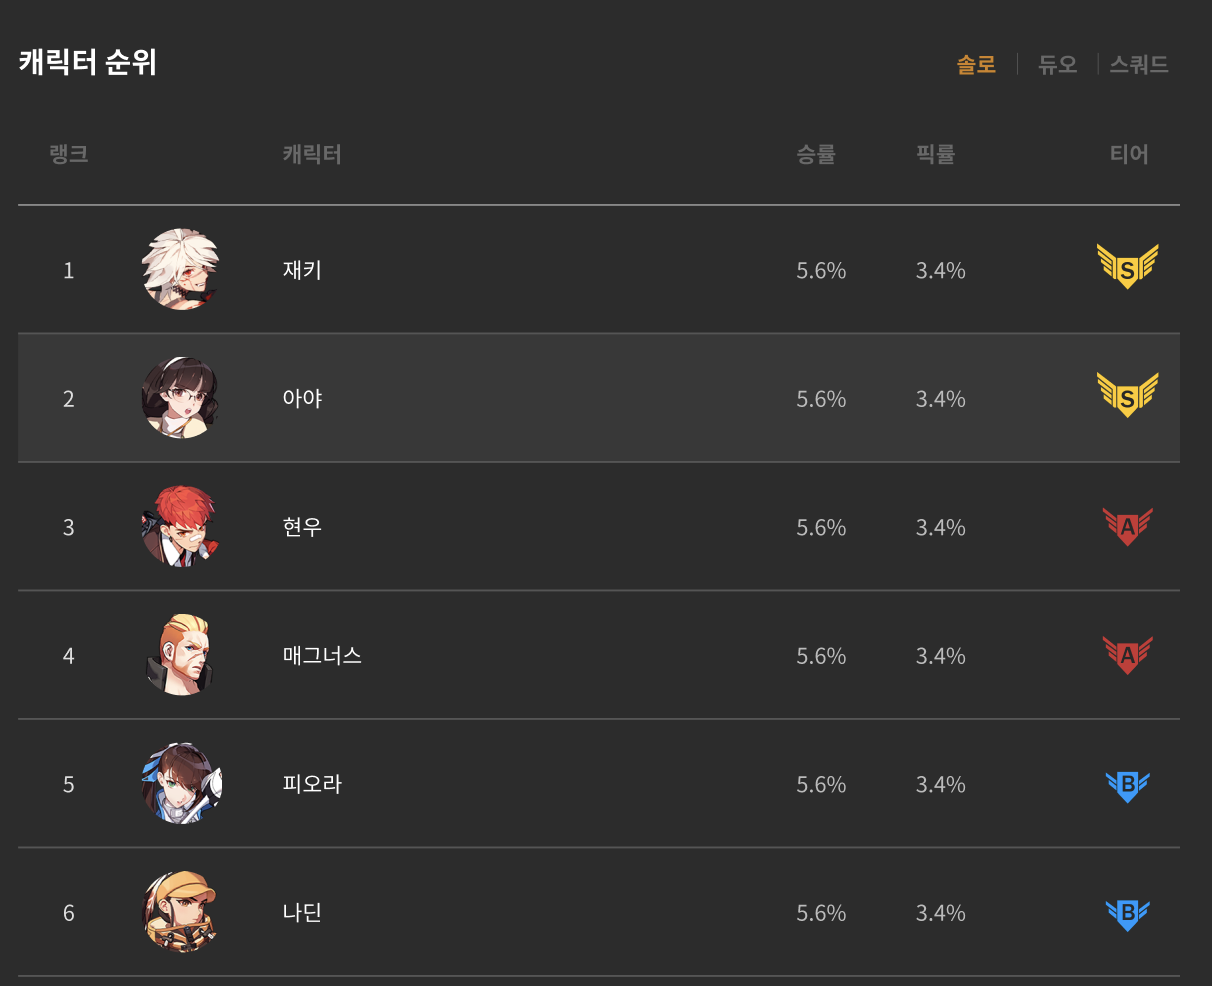 캐릭터 순위
솔로 듀오 스쿼드
랭크 캐릭터 승률 픽률 티어
1 재키 5.6% 3.4% S
2 아야 5.6% 3.4% S
3 현우 5.6% 3.4% A
4 매그너스 5.6% 3.4% A
5 피오라 5.6% 3.4% B
6 나딘 5.6% 3.4% B